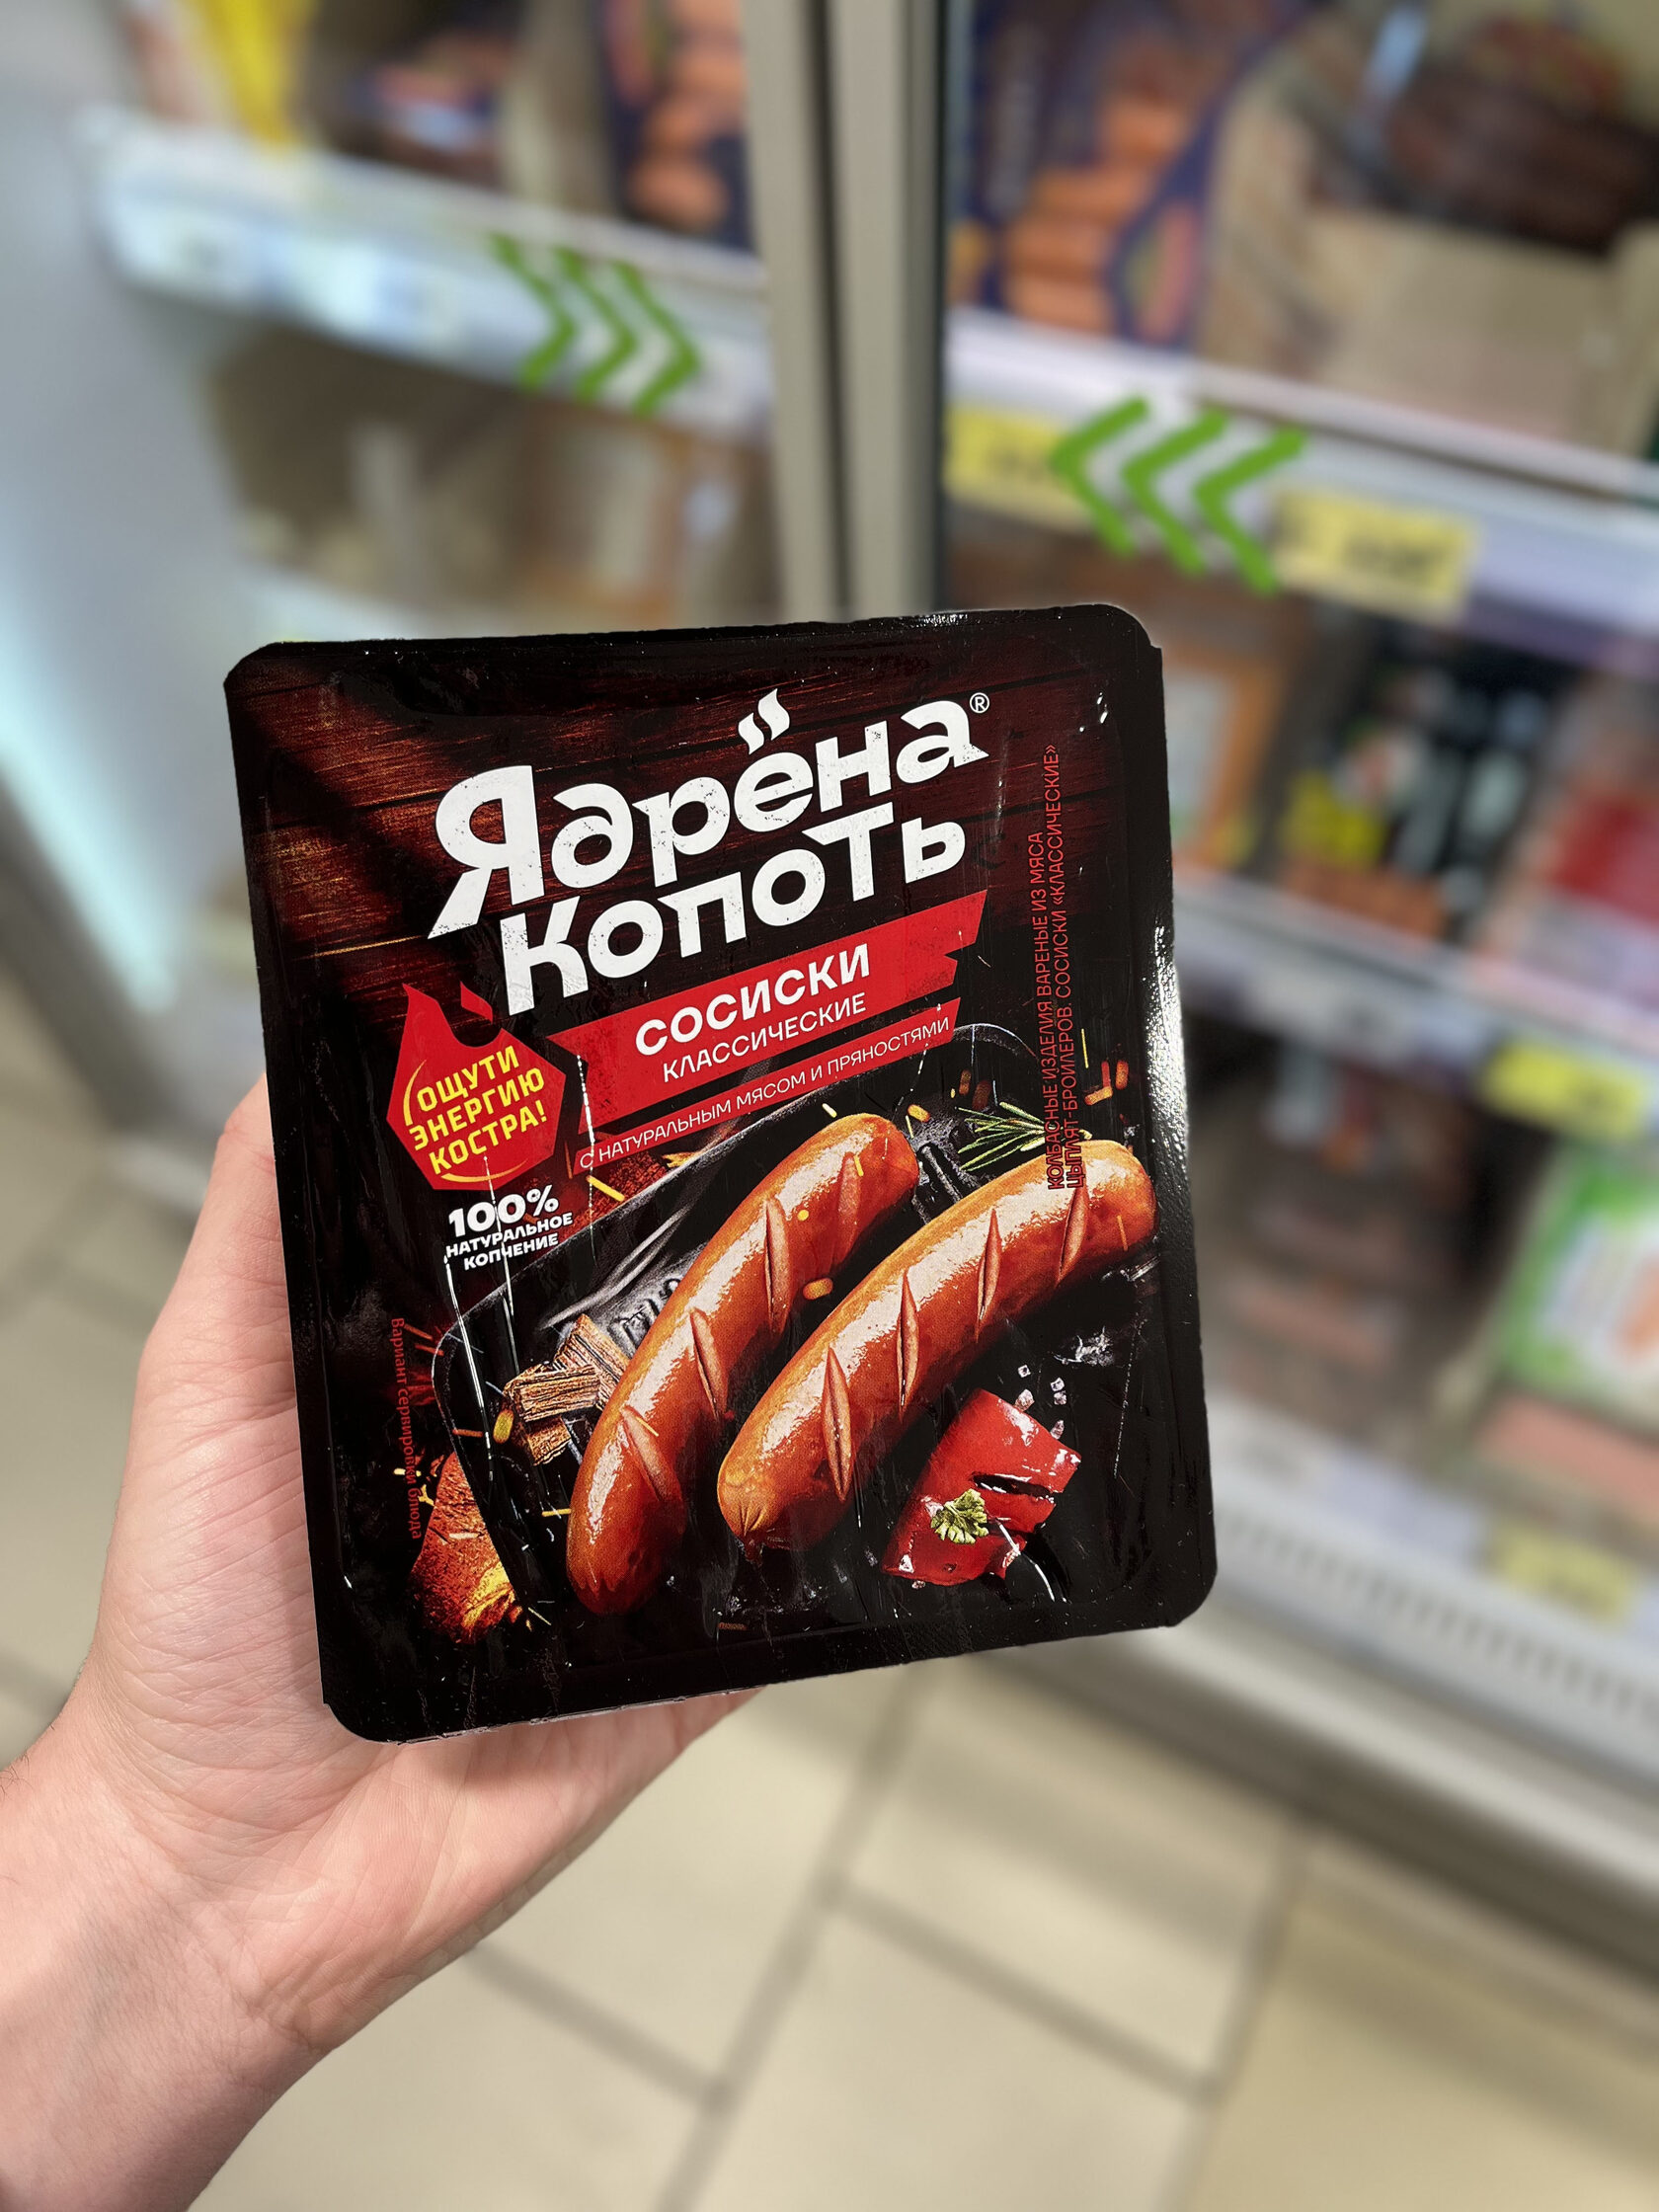 Ядрёна®
Копоть
СОСИСКИ
КЛАССИЧЕСКИЕ
С НАТУРАЛЬНЫМ МЯСОМ И ПРЯНОСТЯМИ
ОЩУТИ
ЭНЕРГИЮ
КОСТРА!
100%
НАТУРАЛЬНОЕ
КОПЧЕНИЕ
КОЛБАСНЫЕ ИЗДЕЛИЯ ВАРЕНЫЕ ИЗ МЯСА
ЦЫПЛЯТ-БРОЙЛЕРОВ. СОСИСКИ «КЛАССИЧЕСКИЕ»
Вариант сервировки блюда